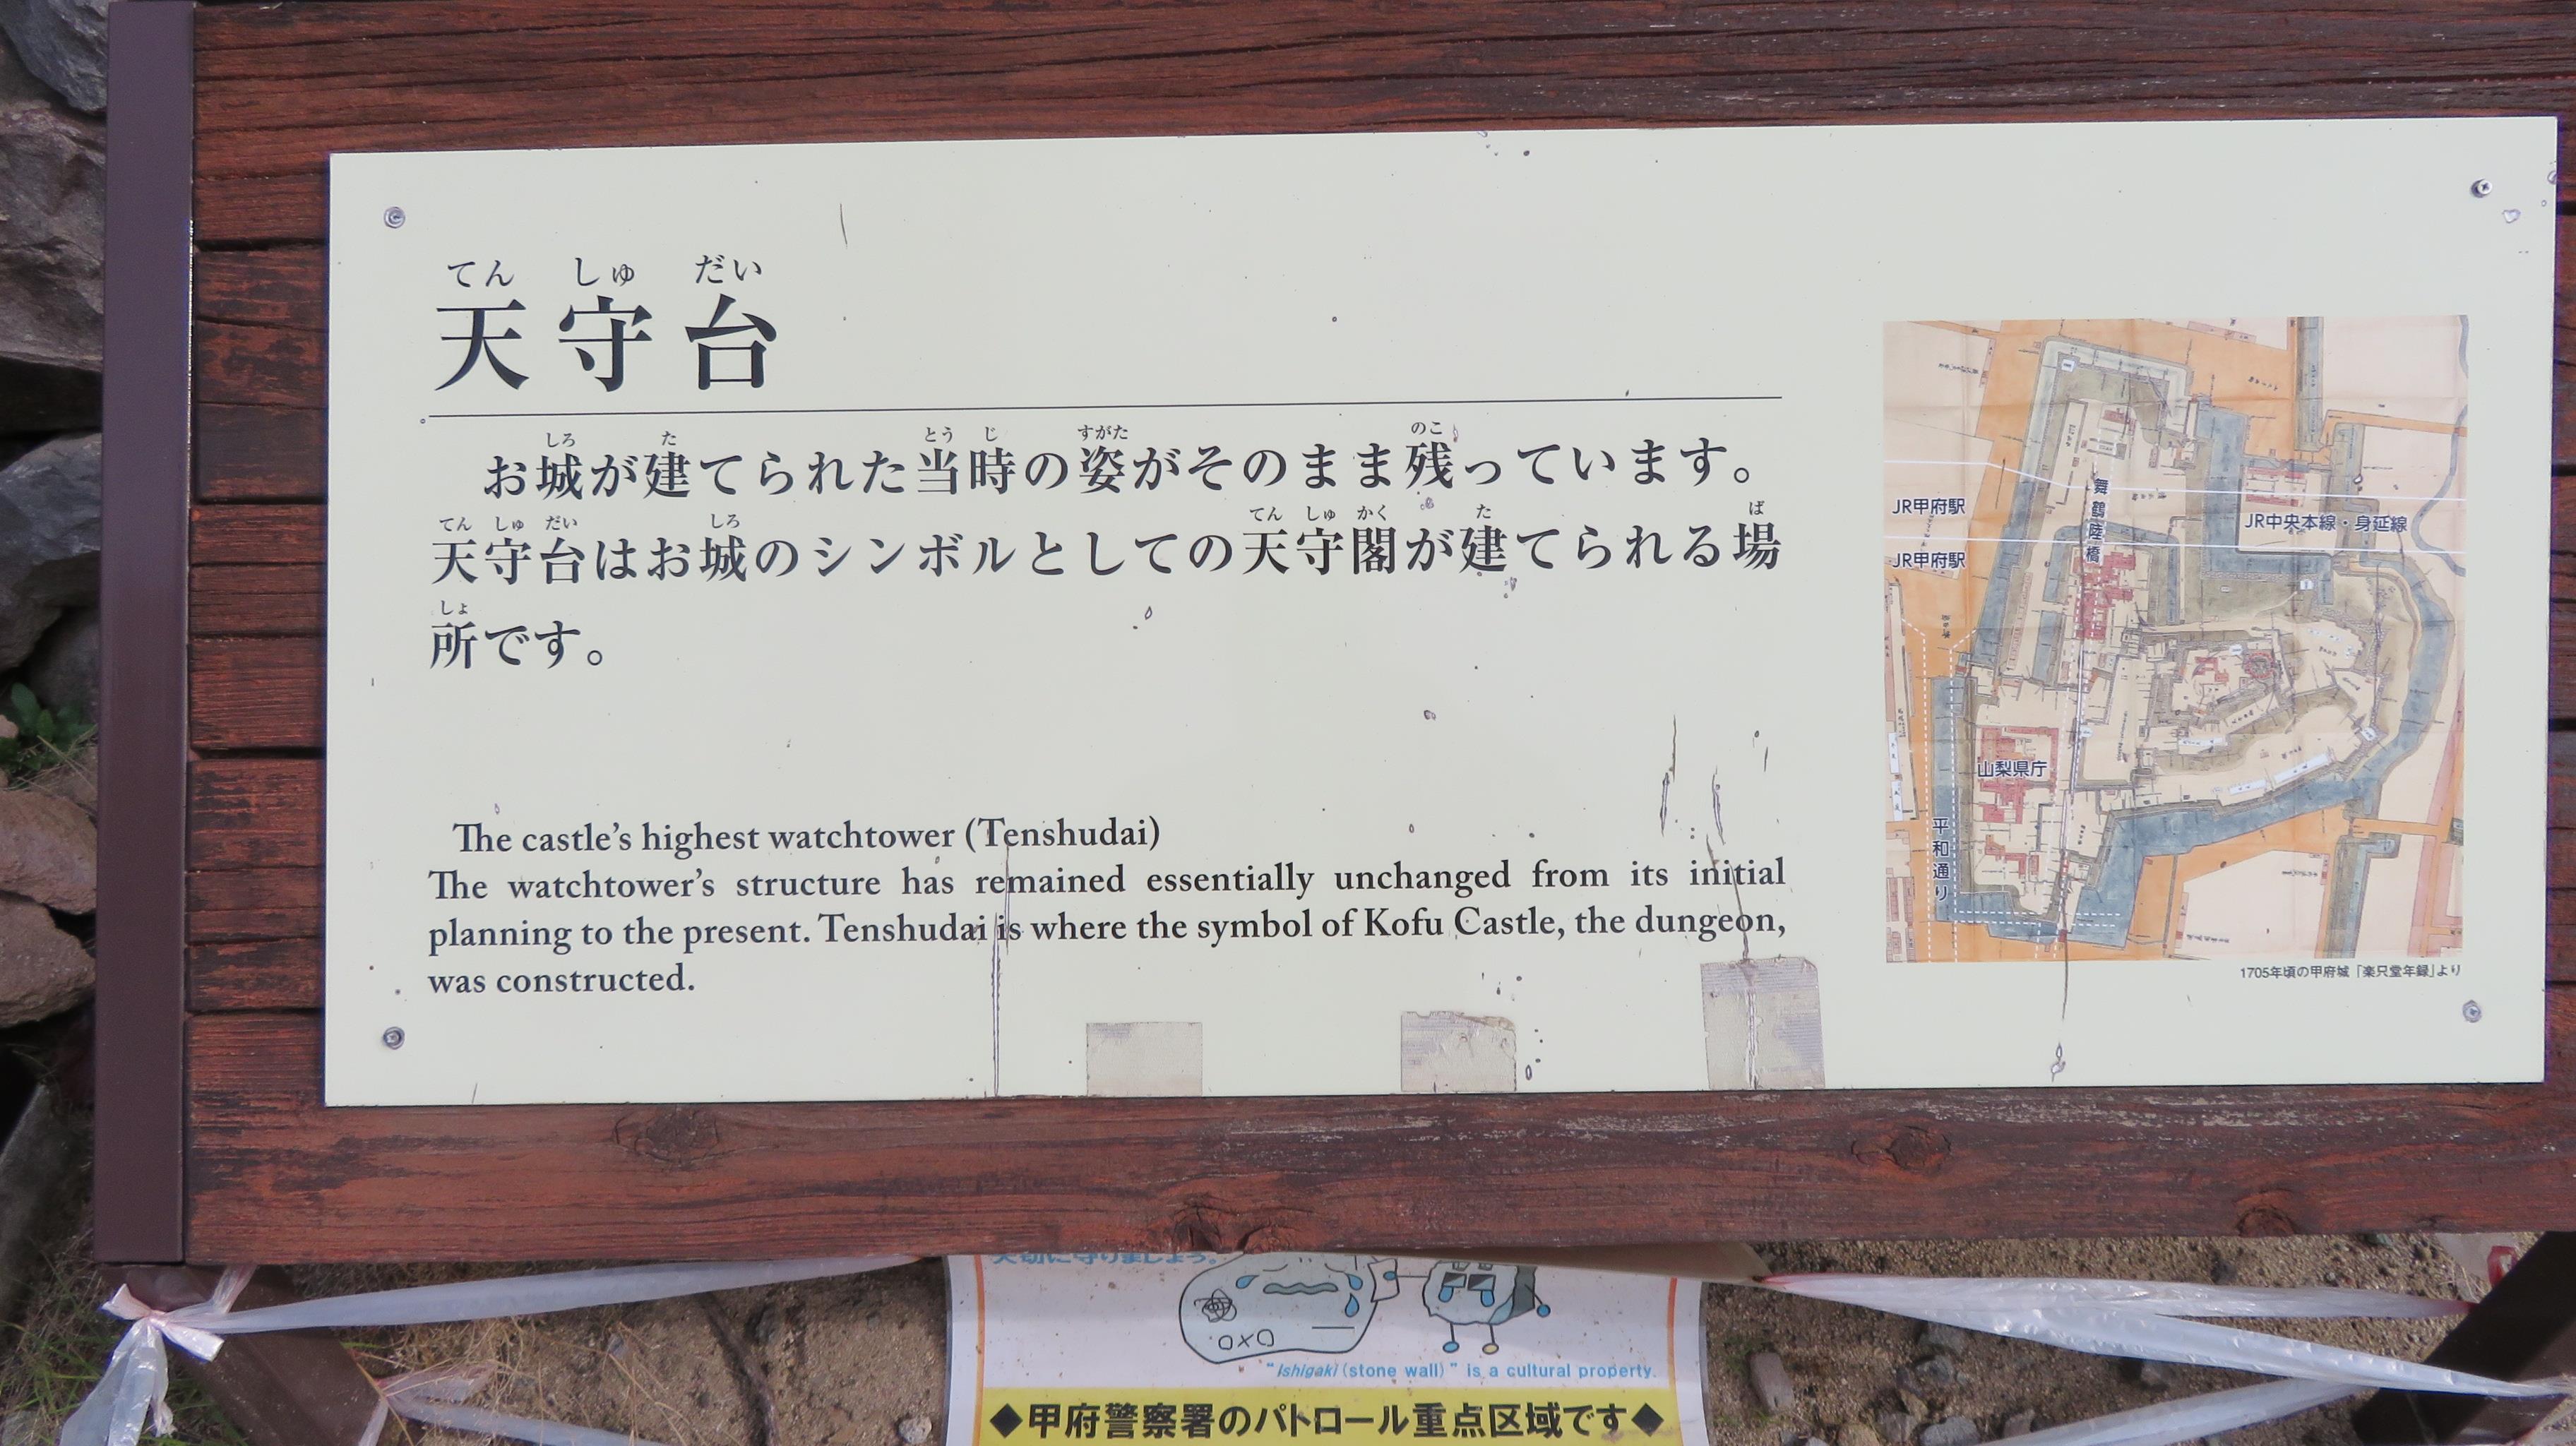 てん しゅ だい
天守台
しろ た とう じ すがた のこ
お城が建てられた当時の姿がそのまま残っています。
てん しゅ だい しろ てん しゅ かく た ば
天守台はお城のシンボルとしての天守閣が建てられる場
しょ
所です。
The castle's highest watchtower (Tenshudai)
The watchtower's structure has remained essentially unchanged from its initial
planning to the present. Tenshudai is where the symbol of Kofu Castle, the dungeon,
was constructed.
JR甲府駅
JR甲府駅
舞鶴陸橋
JR中央本線・身延線
山梨県庁
平和通り
1705年頃の甲府城「楽只堂年録」より
大切に守りましょう。
OXO
"Ishigaki (stone wall)" is a cultural property.
◆甲府警察署のパトロール重点区域です◆